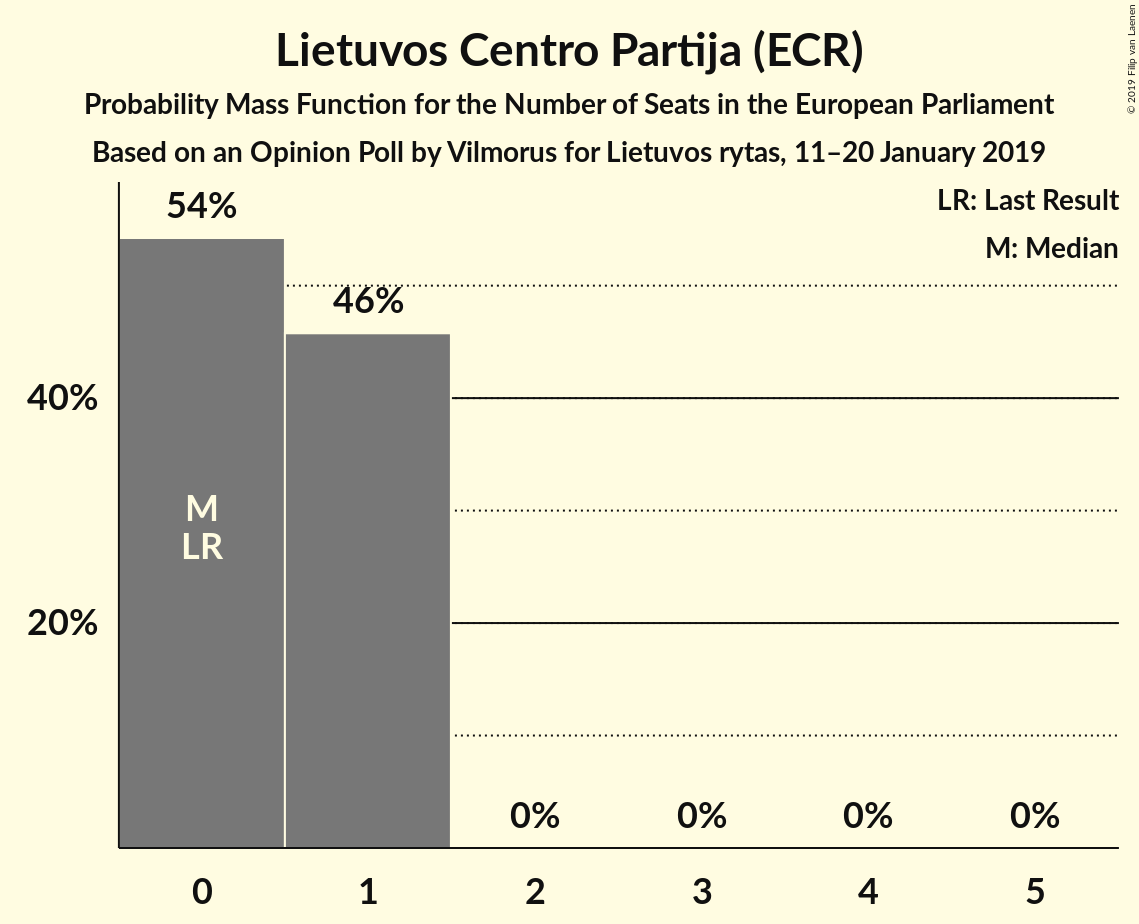 Lietuvos Centro Partija (ECR)
Probability Mass Function for the Number of Seats in the European Parliament
Based on an Opinion Poll by Vilmorus for Lietuvos rytas, 11–20 January 2019
© 2019 Filip van Laenen
LR: Last Result
M: Median
54%
46%
40%
20%
M
LR
0%
0%
0%
0%
0
1
2
3
4
5